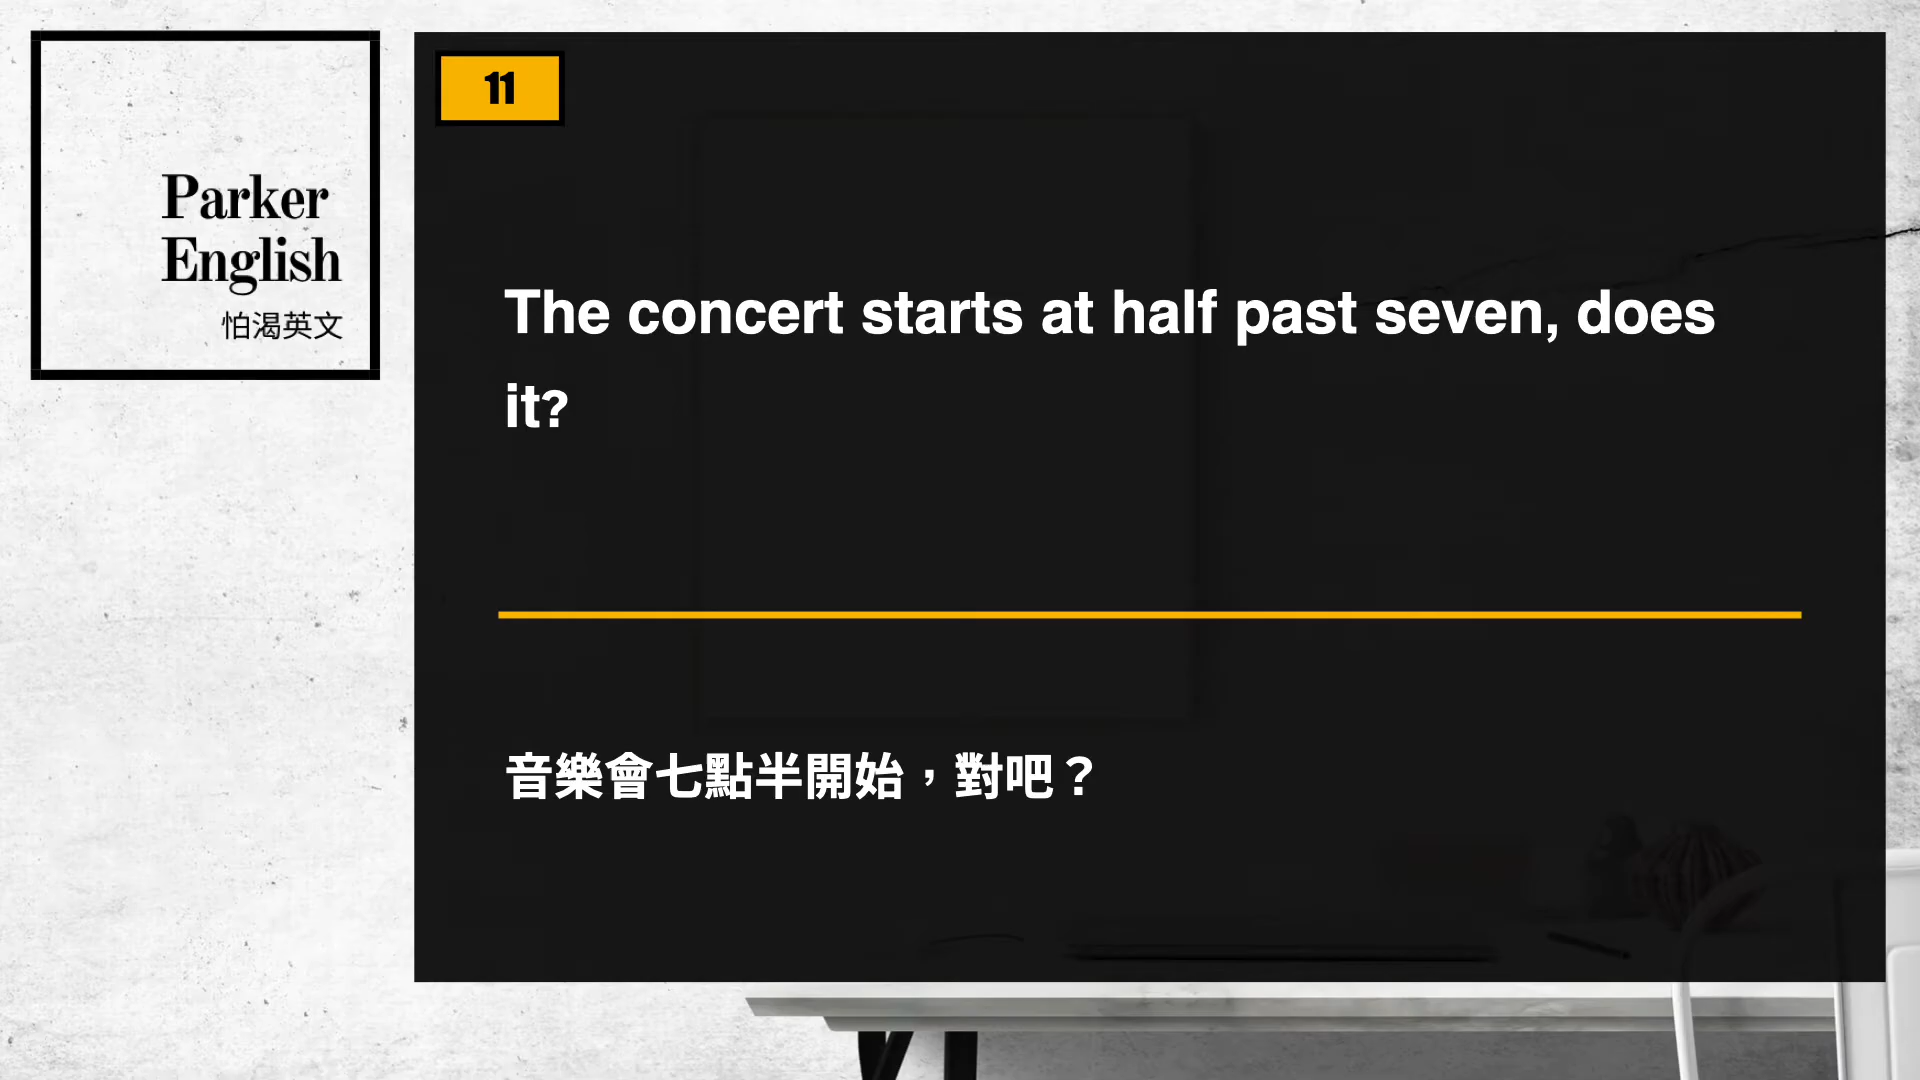 Parker
English
怕渴英文
11
The concert starts at half past seven, does
it?
音樂會七點半開始，對吧？